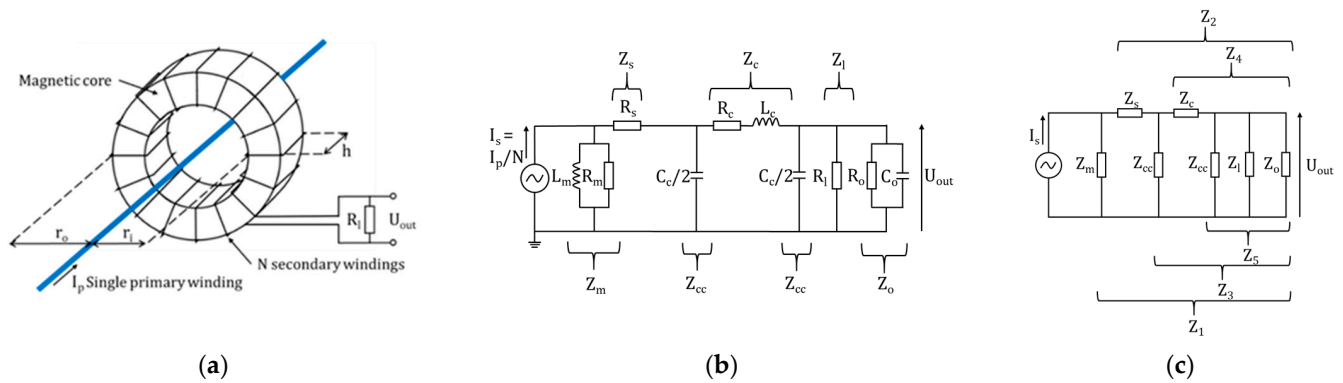 Magnetic core
h
r_o
r_i
R_l
U_out
N secondary windings
I_p Single primary winding
(a)
Z_s
Z_c
Z_l
R_s
R_c
L_c
I_s =
I_p/N
L_m
R_m
C_c/2
C_c/2
R_l
R_o
C_o
U_out
Z_m
Z_cc
Z_cc
Z_o
(b)
Z_2
Z_4
Z_s
Z_c
I_s
Z_m
Z_cc
Z_cc
Z_l
Z_o
U_out
Z_5
Z_3
Z_1
(c)